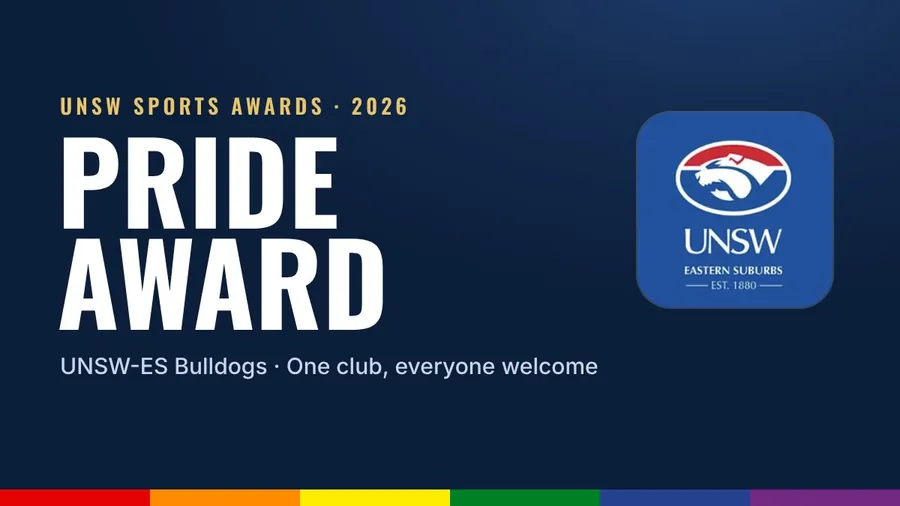 UNSW SPORTS AWARDS · 2026
PRIDE
AWARD
UNSW-ES Bulldogs · One club, everyone welcome
UNSW
EASTERN SUBURBS
EST. 1880